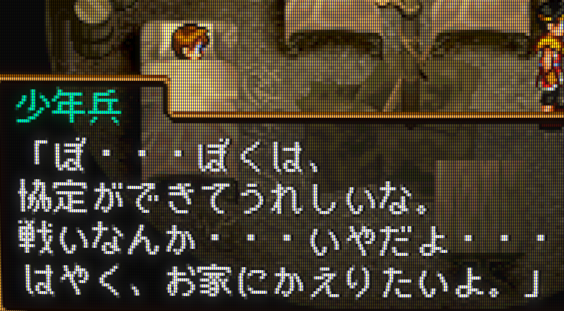 少年兵
「ぼ・・・ぼくは、
協定ができてうれしいな。
戦いなんか・・・いやだよ・・・
はやく、お家にかえりたいよ。」